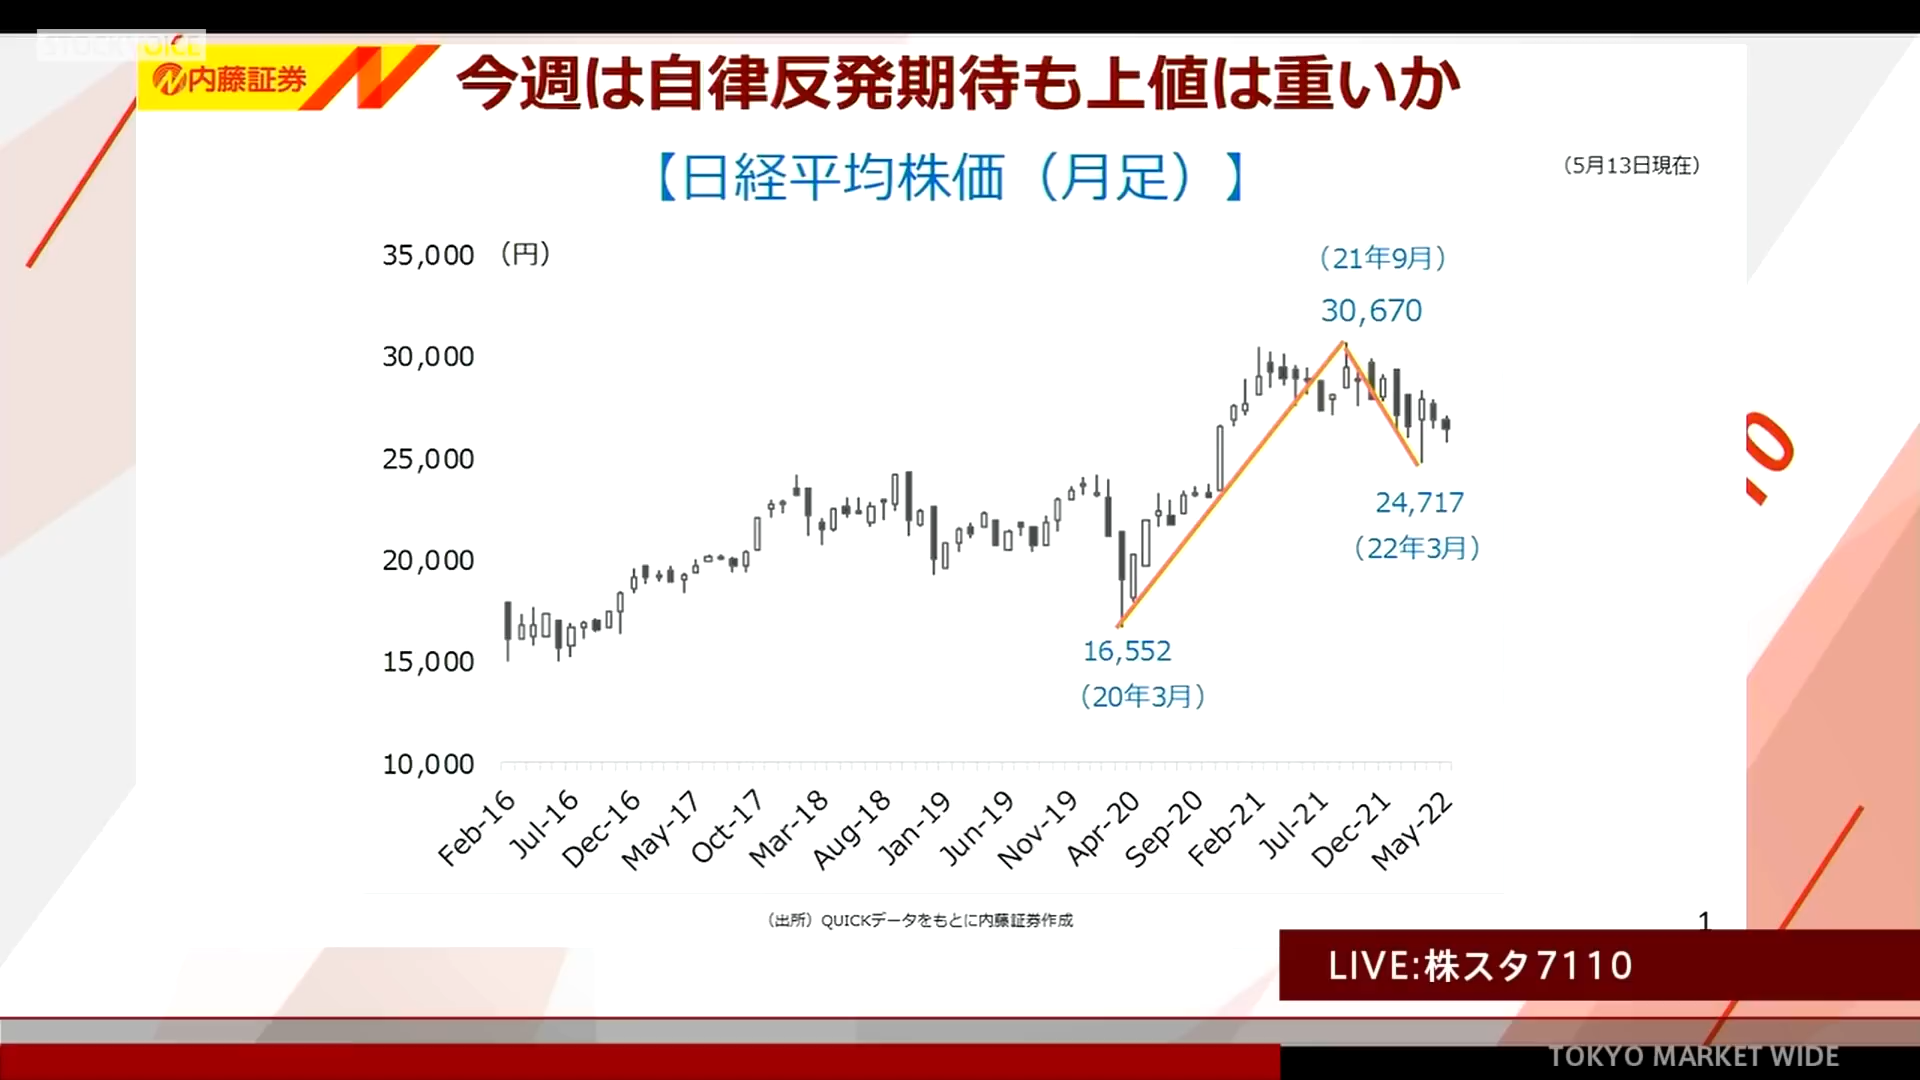 STOCKVOICE
内藤証券
今週は自律反発期待も上値は重いか
【日経平均株価（月足）】
（5月13日現在）
35,000 （円）
30,000
25,000
20,000
15,000
10,000
（21年9月）
30,670
24,717
（22年3月）
16,552
（20年3月）
Feb-16 Jul-16 Dec-16 May-17 Oct-17 Mar-18 Aug-18 Jan-19 Jun-19 Nov-19 Apr-20 Sep-20 Feb-21 Jul-21 Dec-21 May-22
（出所）QUICKデータをもとに内藤証券作成
1
10
LIVE:株スタ7110
TOKYO MARKET WIDE